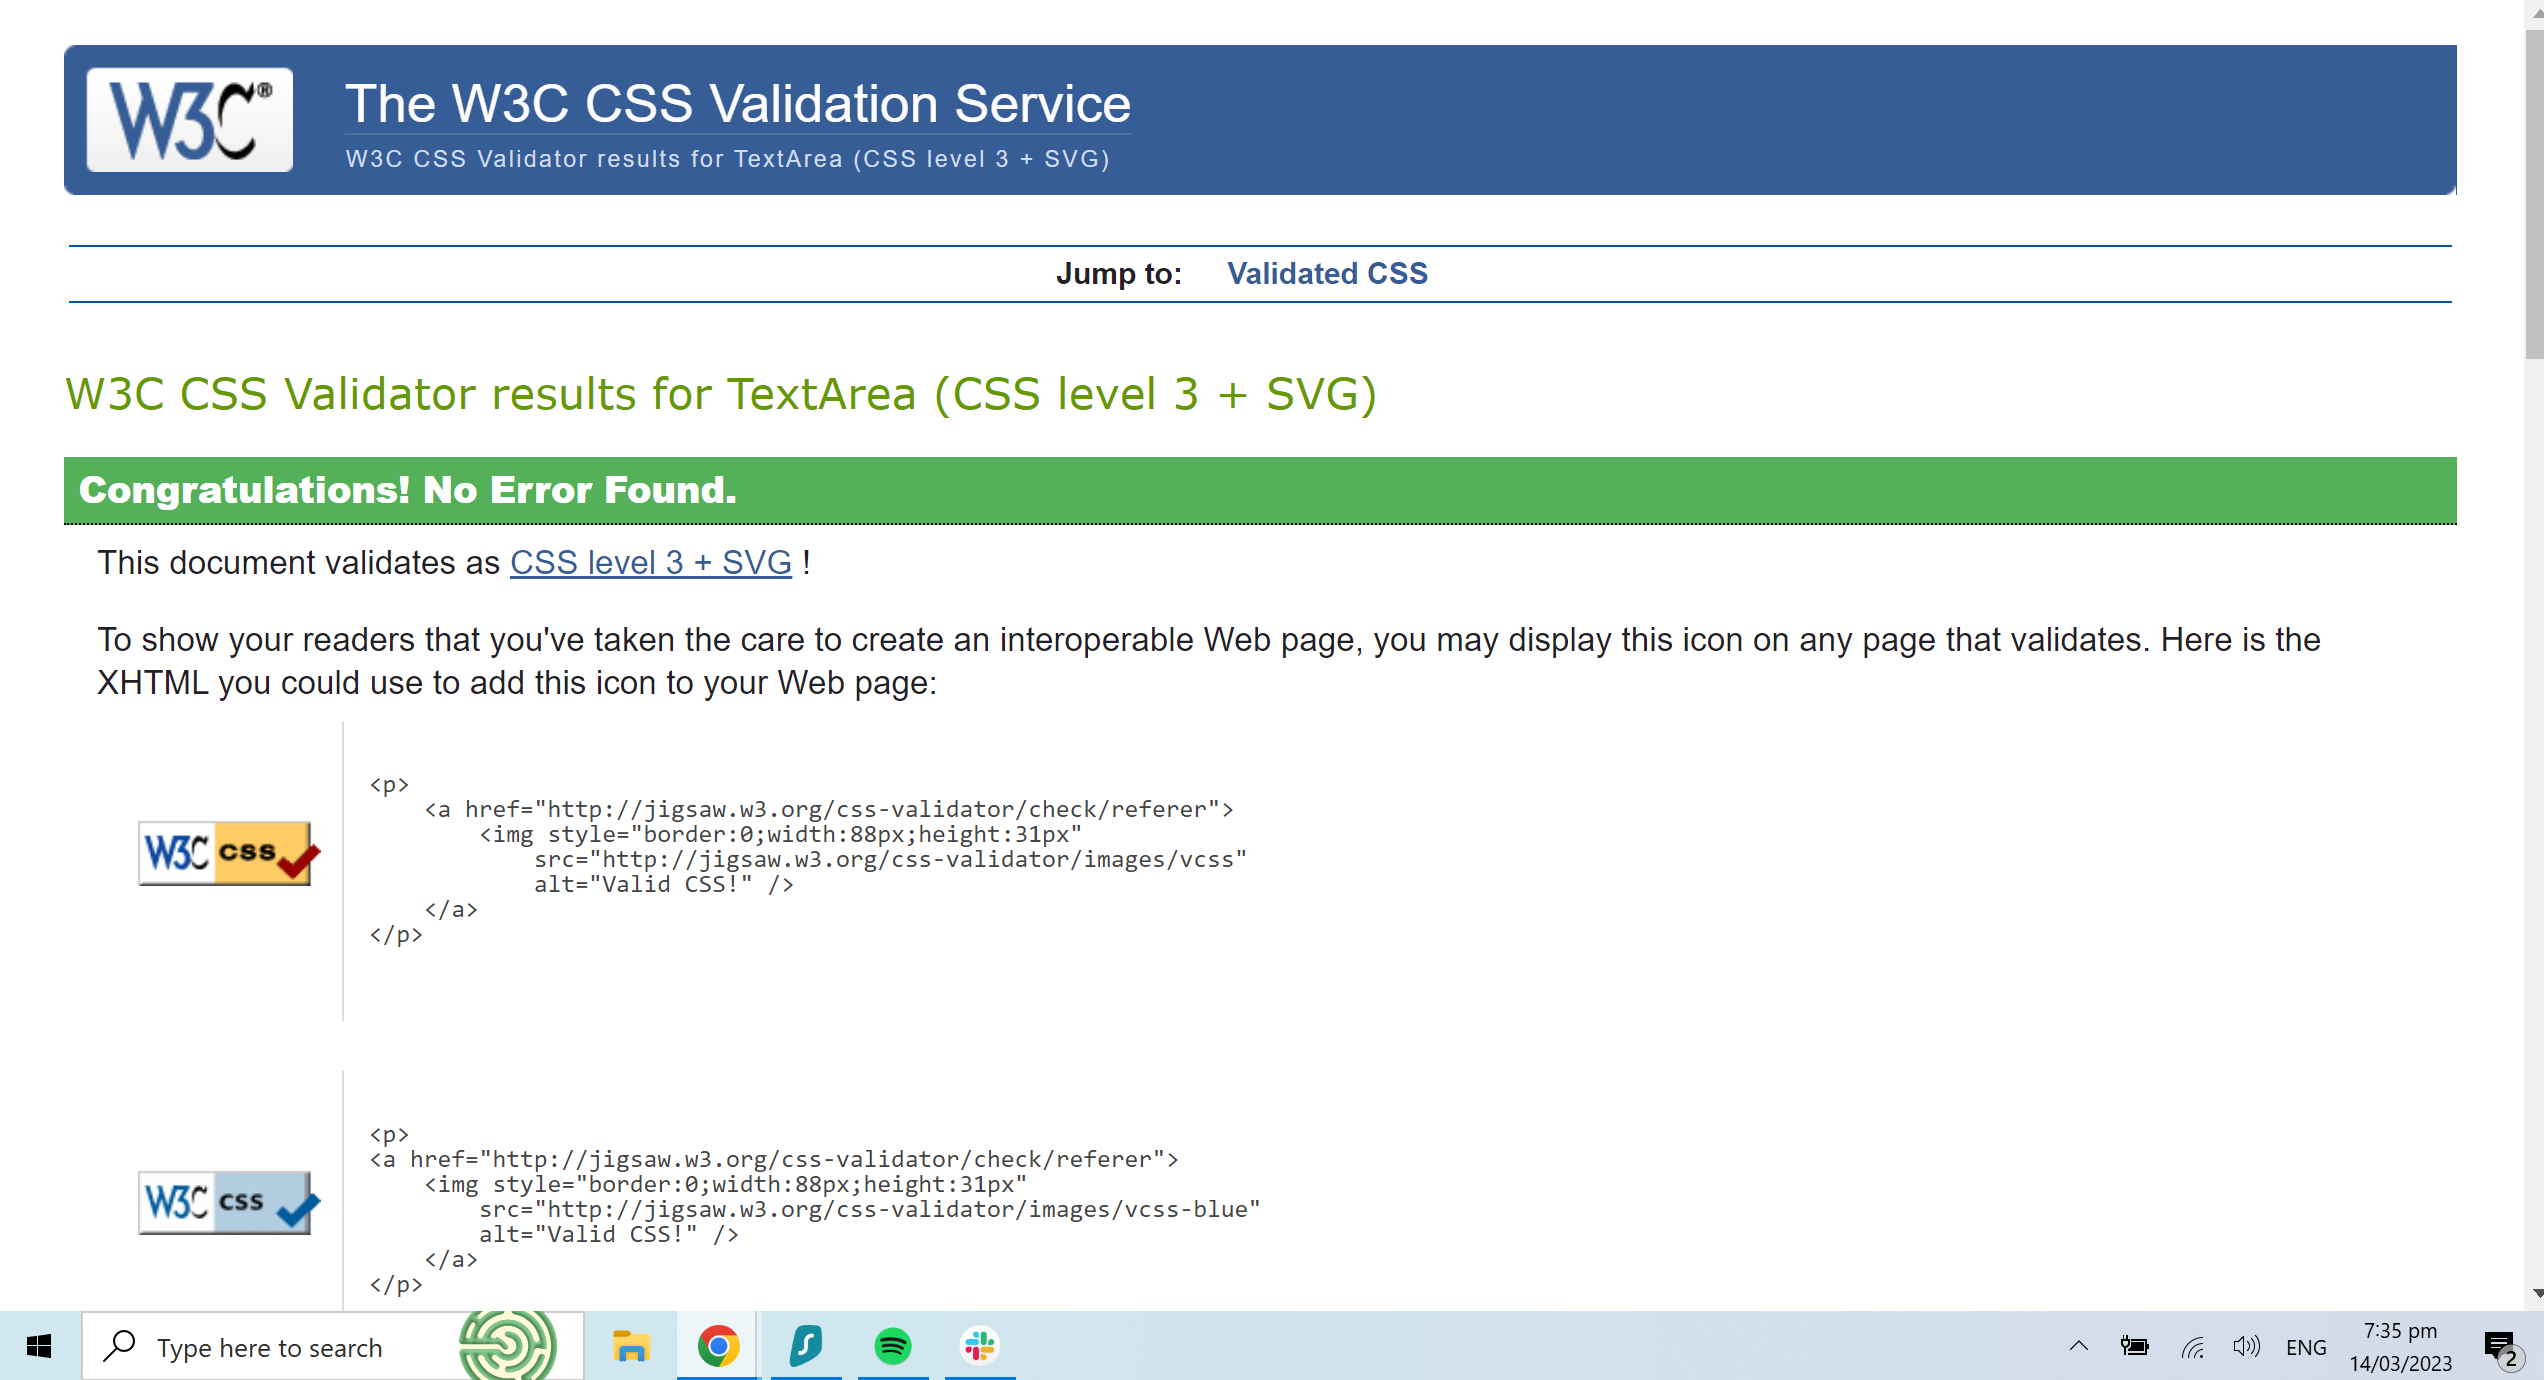 W3C®
The W3C CSS Validation Service
W3C CSS Validator results for TextArea (CSS level 3 + SVG)
Jump to: Validated CSS
W3C CSS Validator results for TextArea (CSS level 3 + SVG)
Congratulations! No Error Found.
This document validates as CSS level 3 + SVG !
To show your readers that you've taken the care to create an interoperable Web page, you may display this icon on any page that validates. Here is the
XHTML you could use to add this icon to your Web page:
W3C css
<p>
<a href="http://jigsaw.w3.org/css-validator/check/referer">
<img style="border:0;width:88px;height:31px"
src="http://jigsaw.w3.org/css-validator/images/vcss"
alt="Valid CSS!" />
</a>
</p>
W3C css
<p>
<a href="http://jigsaw.w3.org/css-validator/check/referer">
<img style="border:0;width:88px;height:31px"
src="http://jigsaw.w3.org/css-validator/images/vcss-blue"
alt="Valid CSS!" />
</a>
</p>
Type here to search
ENG
7:35 pm
14/03/2023
2